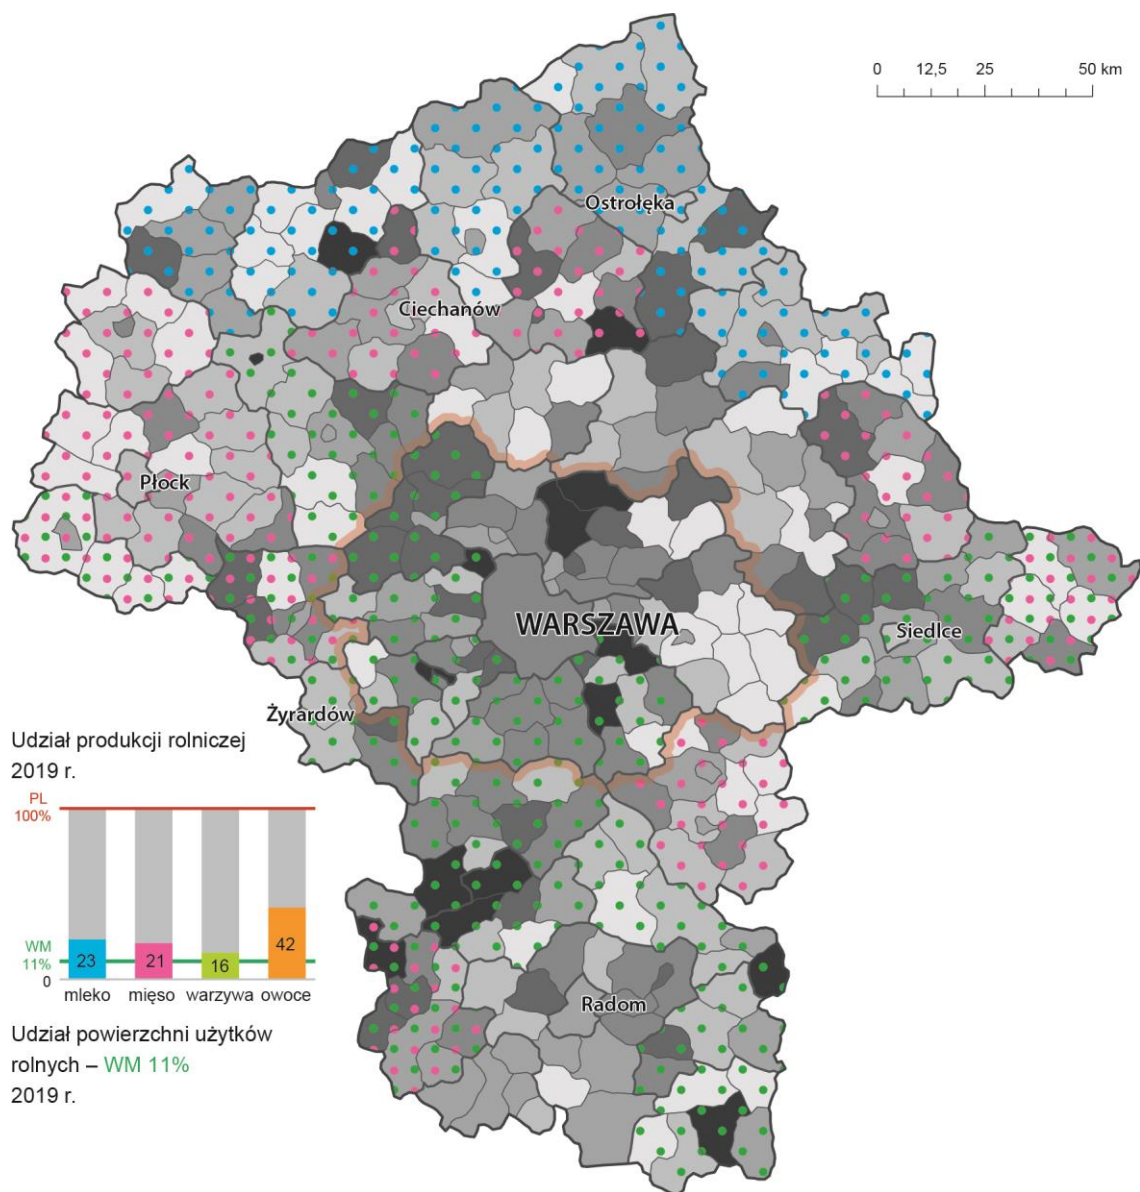 0 12,5 25 50 km
Ostrołęka
Ciechanów
Płock
WARSZAWA
Siedlce
Żyrardów
Radom
Udział produkcji rolniczej
2019 r.
PL
100%
WM
11%
0
23 21 16 42
mleko mięso warzywa owoce
Udział powierzchni użytków
rolnych – WM 11%
2019 r.